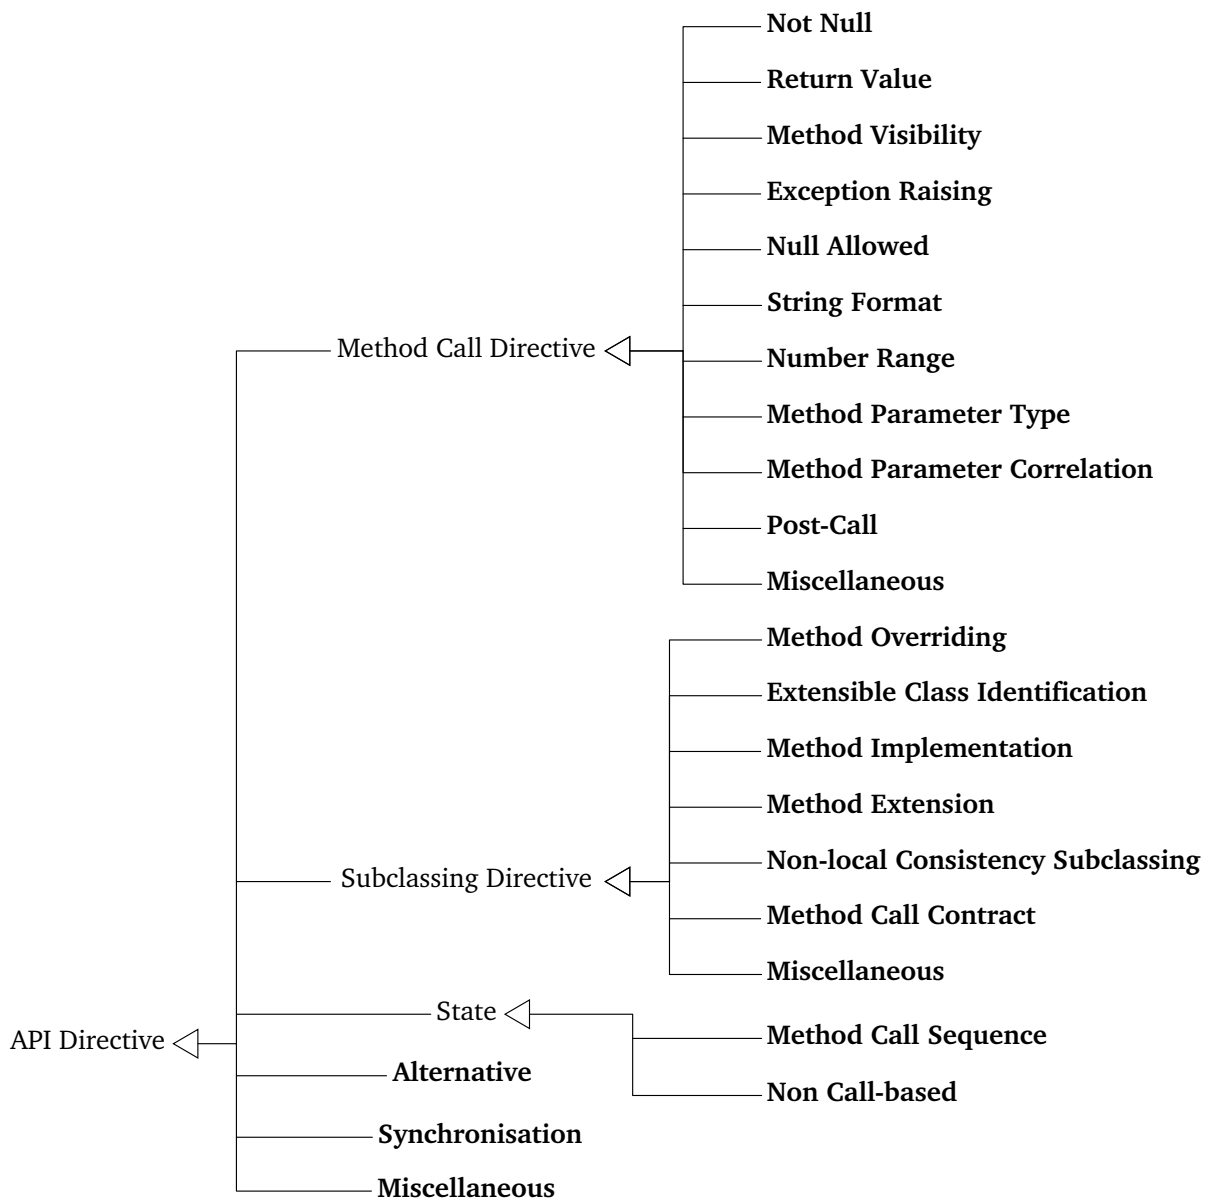 Not Null
Return Value
Method Visibility
Exception Raising
Null Allowed
String Format
Method Call Directive
Number Range
Method Parameter Type
Method Parameter Correlation
Post-Call
Miscellaneous
Method Overriding
Extensible Class Identification
Method Implementation
Method Extension
Non-local Consistency Subclassing
Subclassing Directive
Method Call Contract
Miscellaneous
State
Method Call Sequence
API Directive
Alternative
Non Call-based
Synchronisation
Miscellaneous